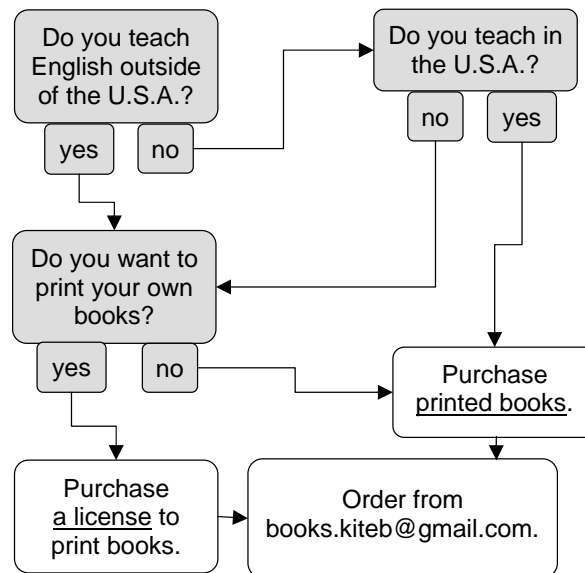 Do you teach
English outside
of the U.S.A.?
yes
no
Do you teach in
the U.S.A.?
no
yes
Do you want to
print your own
books?
yes
no
Purchase
printed books.
Purchase
a license to
print books.
Order from
books.kiteb@gmail.com.